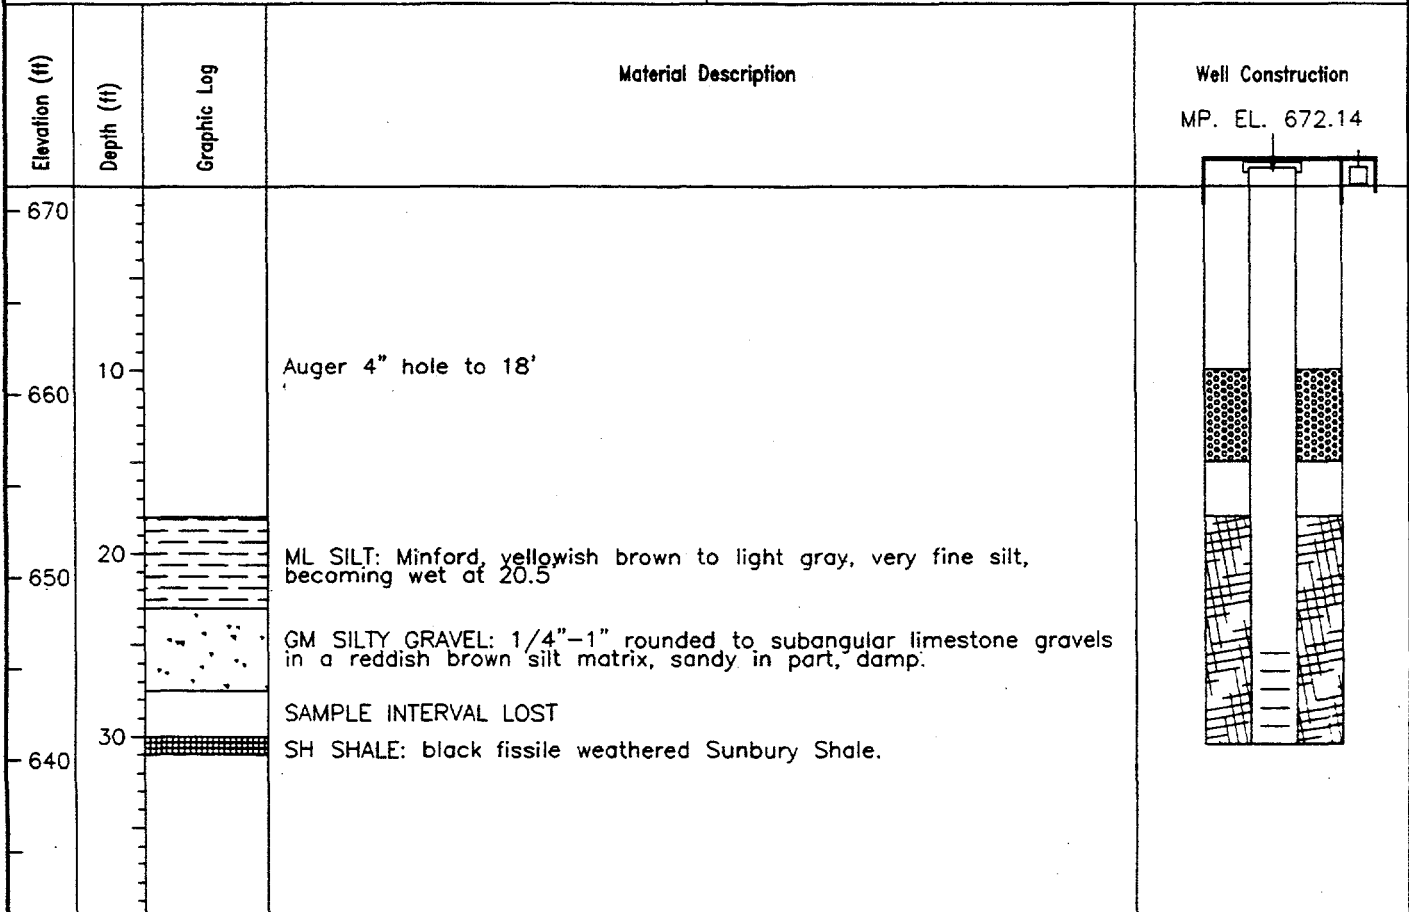 Elevation (ft)
Depth (ft)
Graphic Log
Material Description
Well Construction
MP. EL. 672.14
670
10
Auger 4" hole to 18'
660
20
ML SILT: Minford, yellowish brown to light gray, very fine silt,
becoming wet at 20.5'
650
GM SILTY GRAVEL: 1/4"-1" rounded to subangular limestone gravels
in a reddish brown silt matrix, sandy in part, damp.
SAMPLE INTERVAL LOST
30
SH SHALE: black fissile weathered Sunbury Shale.
640